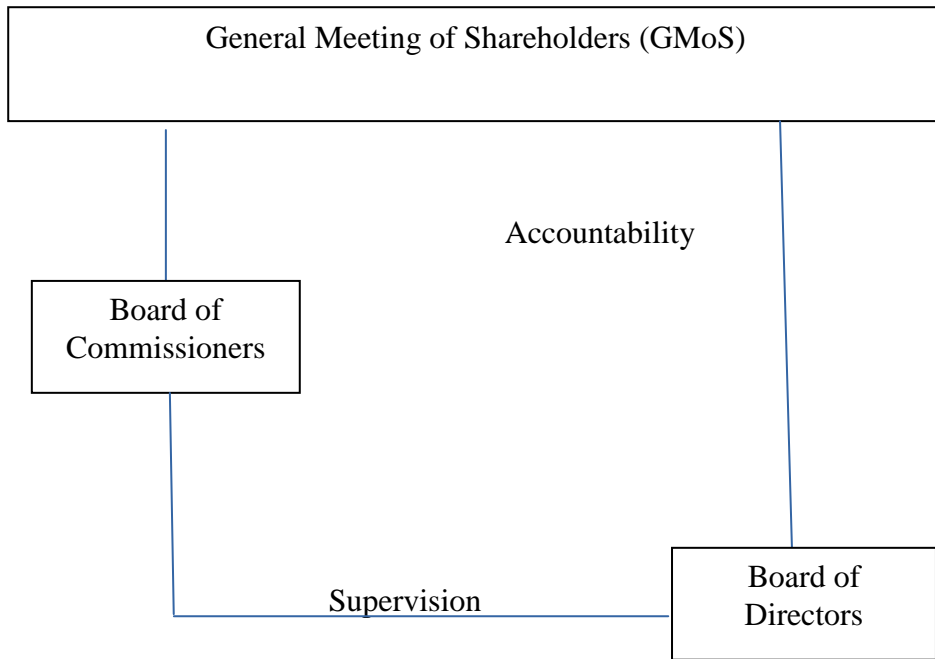 General Meeting of Shareholders (GMoS)
Accountability
Board of
Commissioners
Supervision
Board of
Directors